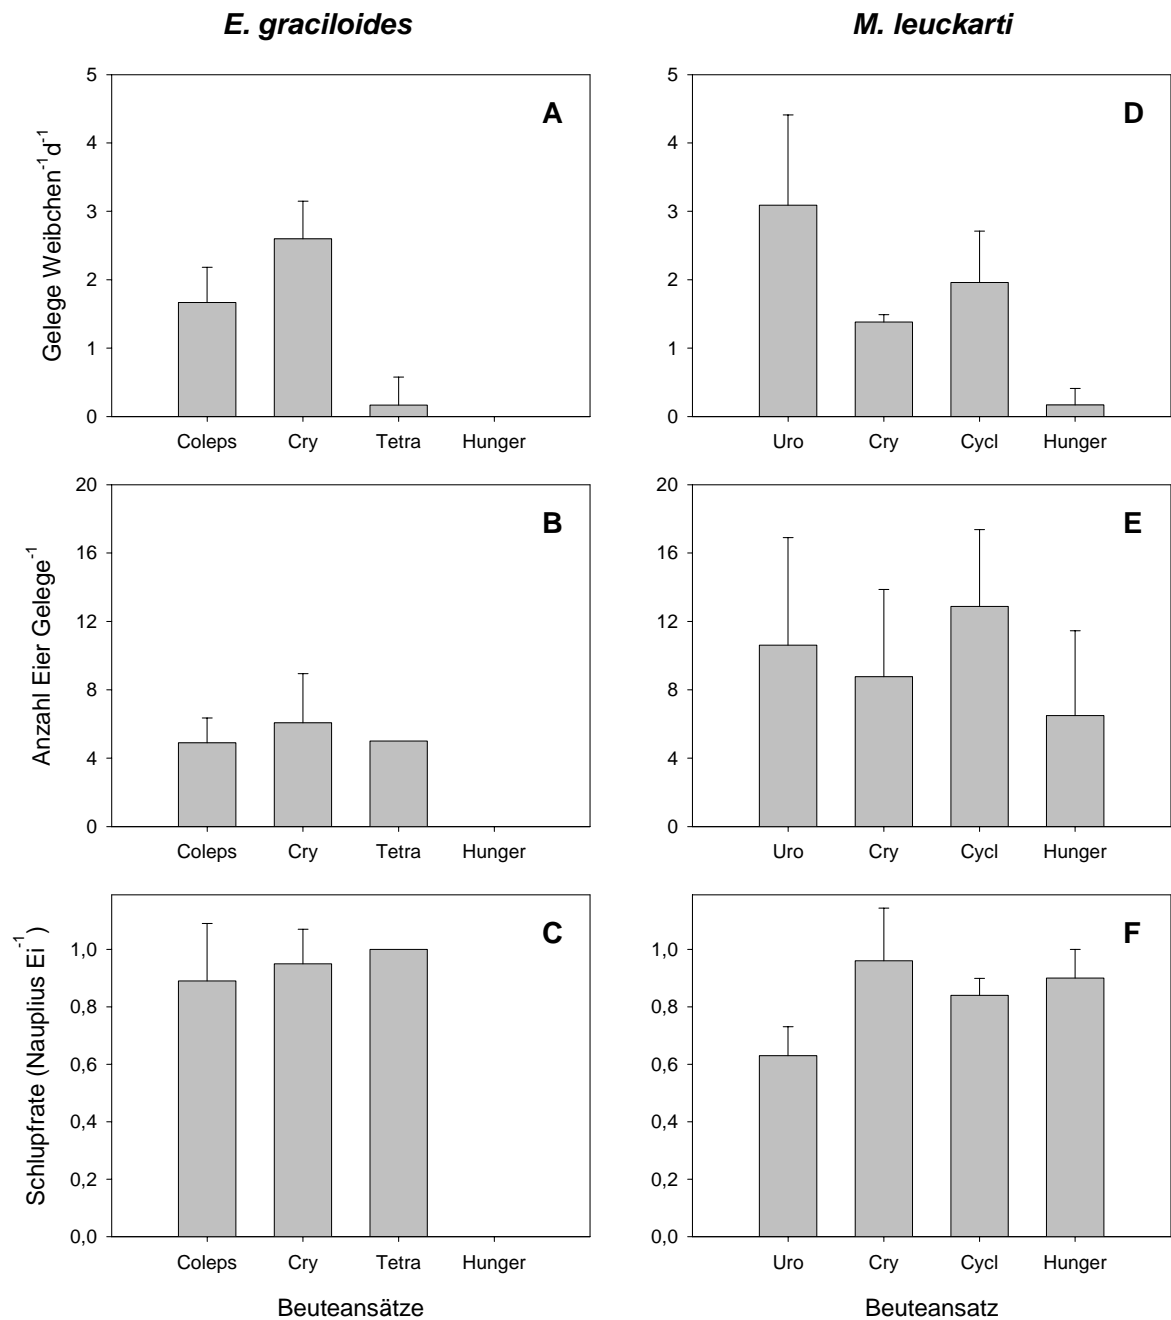 E. graciloides
M. leuckarti
Gelege Weibchen⁻¹d⁻¹
5
4
3
2
1
0
A
Coleps Cry Tetra Hunger
5
4
3
2
1
0
D
Uro Cry Cycl Hunger
Anzahl Eier Gelege⁻¹
20
16
12
8
4
0
B
Coleps Cry Tetra Hunger
20
16
12
8
4
0
E
Uro Cry Cycl Hunger
Schlupfrate (Nauplius Ei⁻¹)
1,0
0,8
0,6
0,4
0,2
0,0
C
Coleps Cry Tetra Hunger
Beuteansätze
1,0
0,8
0,6
0,4
0,2
0,0
F
Uro Cry Cycl Hunger
Beuteansatz